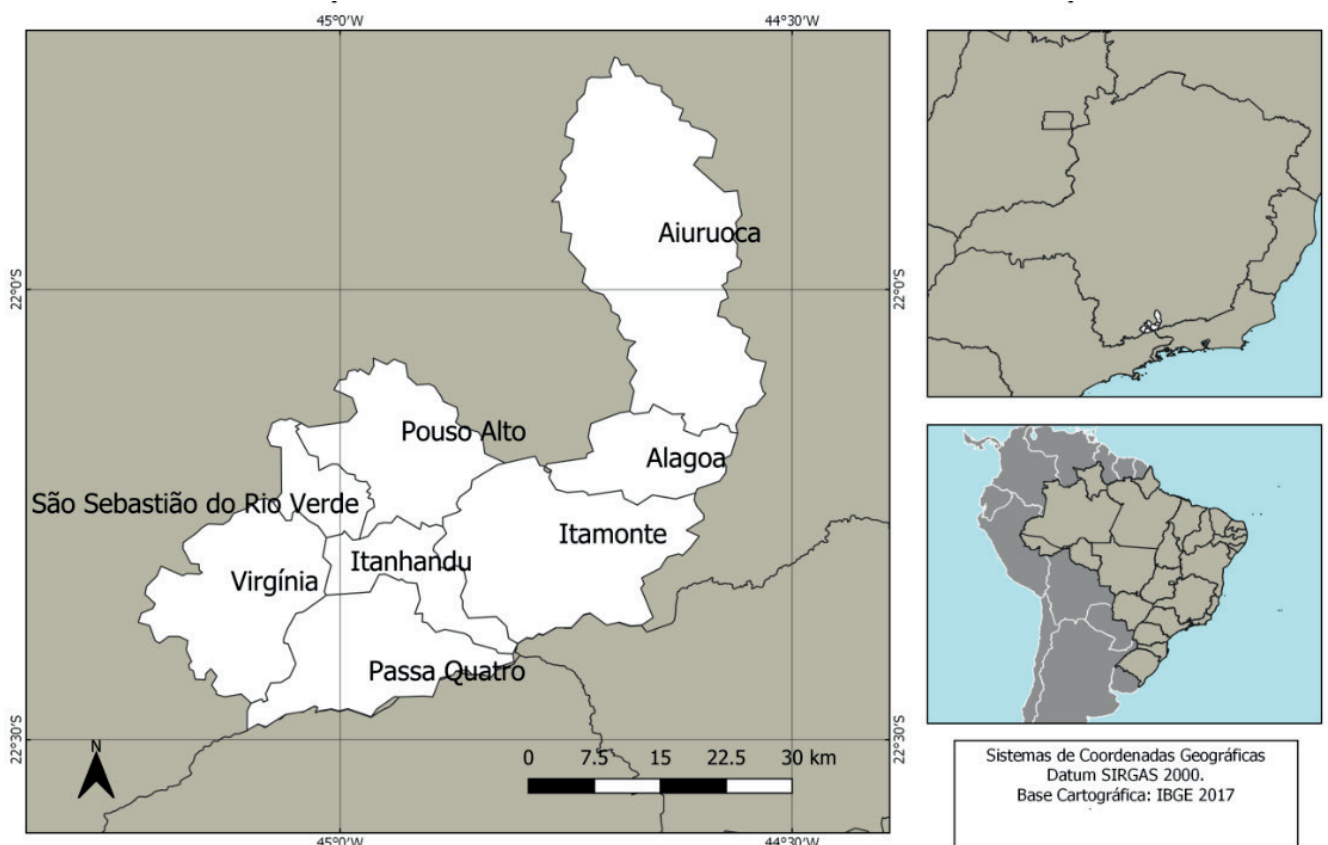 45°0'W
44°30'W
Aiuruoca
22°0'S
22°0'S
Pouso Alto
Alagoa
São Sebastião do Rio Verde
Itamonte
Itanhandu
Virgínia
Passa Quatro
22°30'S
22°30'S
N
0 7.5 15 22.5 30 km
45°0'W
44°30'W
Sistemas de Coordenadas Geográficas
Datum SIRGAS 2000.
Base Cartográfica: IBGE 2017